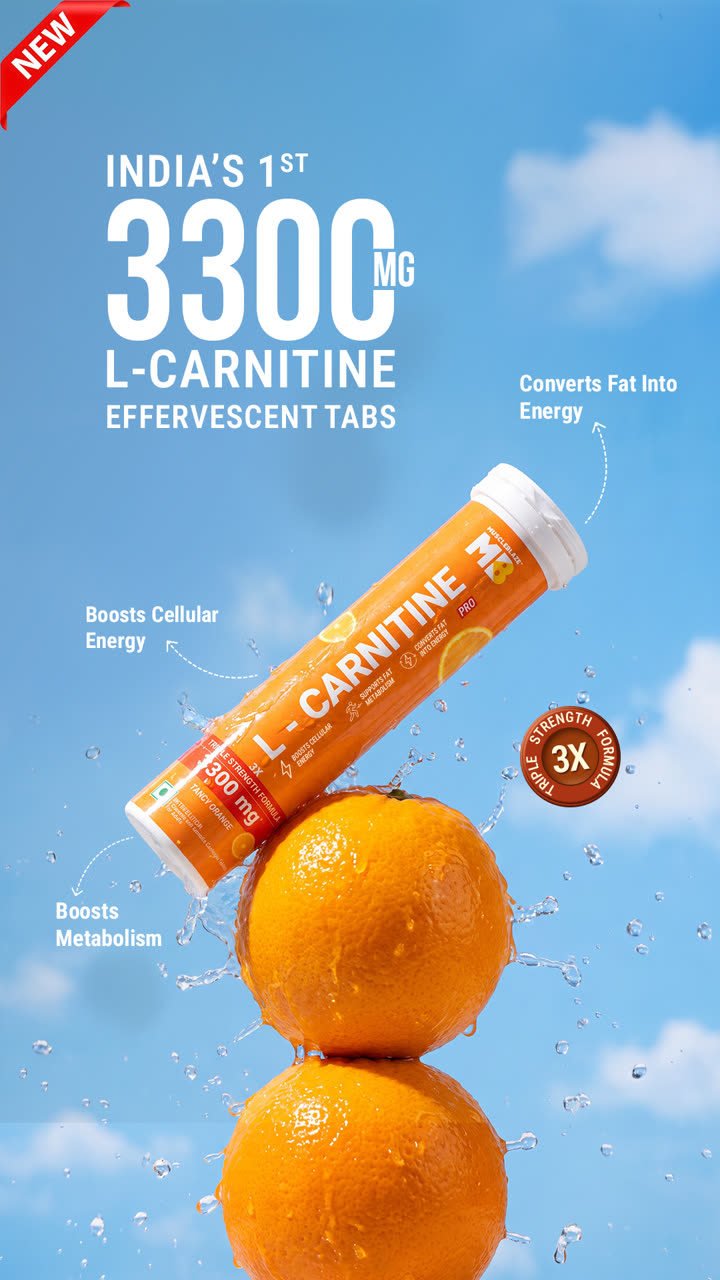 NEW
INDIA'S 1ST
3300 MG
L-CARNITINE
EFFERVESCENT TABS
Converts Fat Into
Energy
MUSCLEBLAZE
MB
L - CARNITINE
PRO
CONVERTS FAT
INTO ENERGY
SUPPORTS FAT
METABOLISM
BOOSTS CELLULAR
ENERGY
3X
TRIPLE STRENGTH FORMULA
3300 mg
TANGY ORANGE
Boosts Cellular
Energy
TRIPLE STRENGTH FORMULA
3X
Boosts
Metabolism